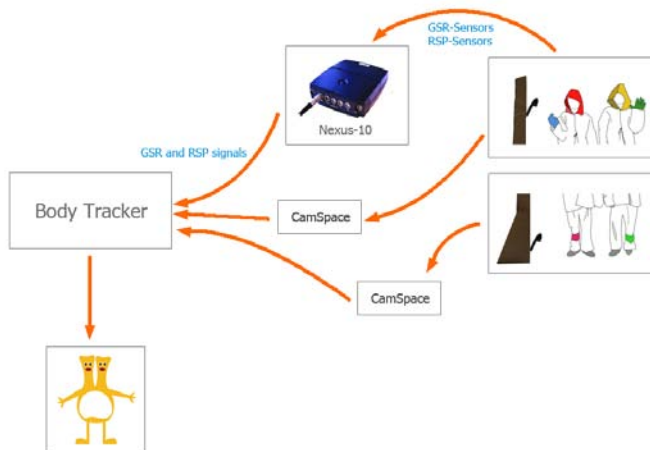 GSR-Sensors
RSP-Sensors
Nexus-10
GSR and RSP signals
Body Tracker
CamSpace
CamSpace